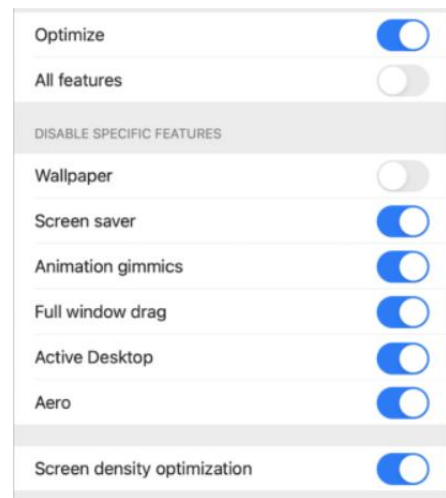 Optimize
All features
DISABLE SPECIFIC FEATURES
Wallpaper
Screen saver
Animation gimmics
Full window drag
Active Desktop
Aero
Screen density optimization